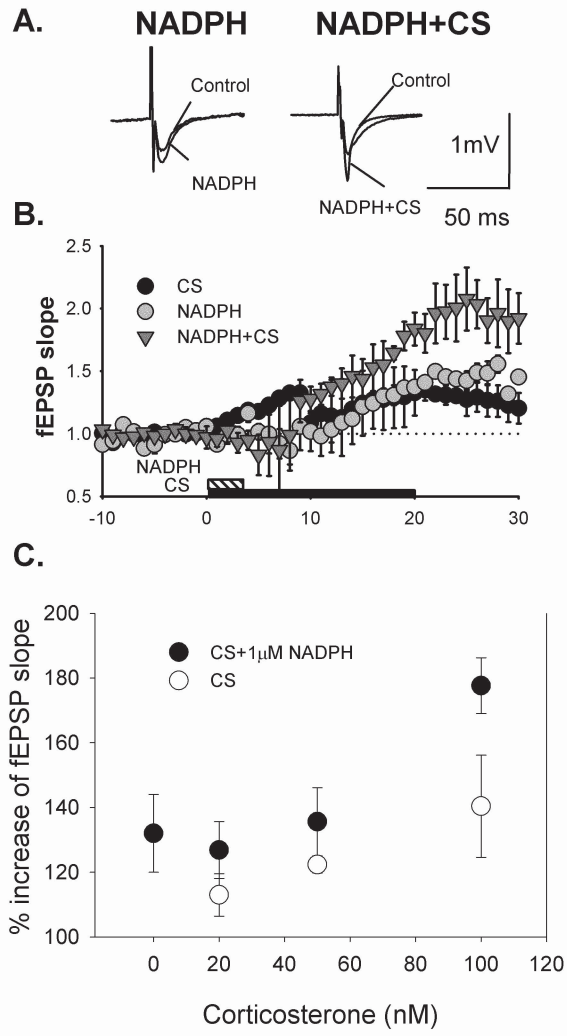 A. NADPH NADPH+CS
Control Control
NADPH
NADPH+CS
1mV
50 ms
B.
fEPSP slope
2.5
2.0
1.5
1.0
0.5
CS
NADPH
NADPH+CS
NADPH
CS
-10 0 10 20 30
C.
% increase of fEPSP slope
200
180
160
140
120
100
CS+1μM NADPH
CS
0 20 40 60 80 100 120
Corticosterone (nM)